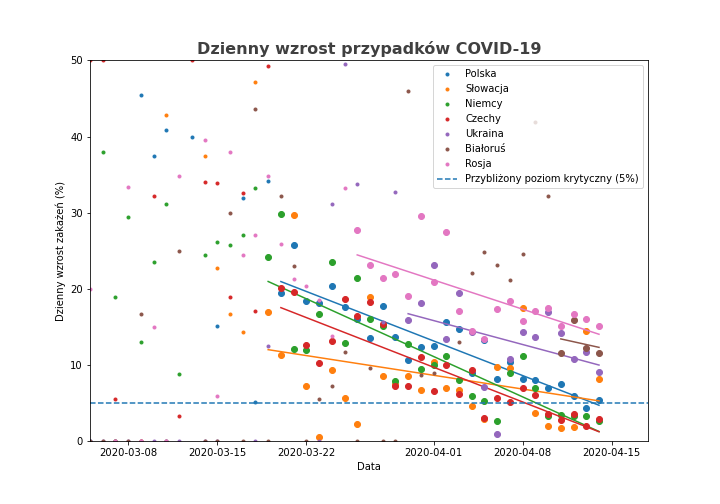 Dzienny wzrost przypadków COVID-19
Polska
Słowacja
Niemcy
Czechy
Ukraina
Białoruś
Rosja
Przybliżony poziom krytyczny (5%)
Dzienny wzrost zakażeń (%)
50
40
30
20
10
0
2020-03-08
2020-03-15
2020-03-22
2020-04-01
2020-04-08
2020-04-15
Data